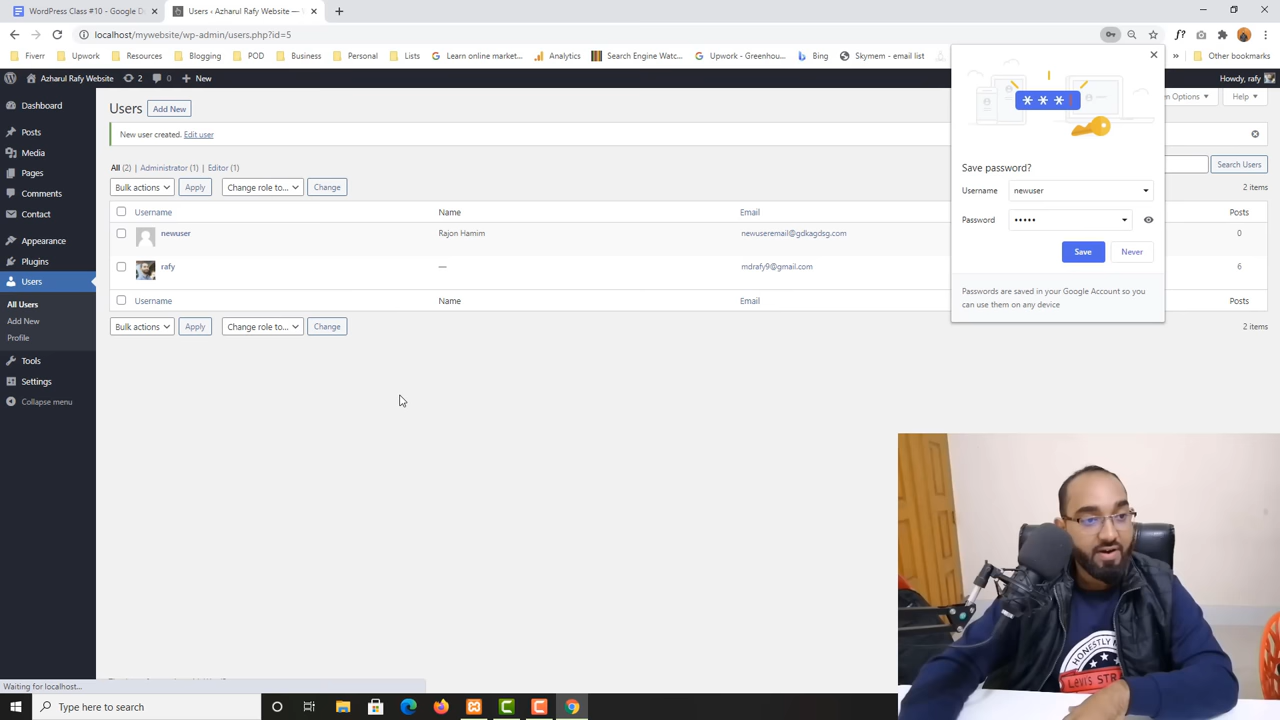 WordPress Class #10 - Google D
Users ‹ Azharul Rafy Website —
localhost/mywebsite/wp-admin/users.php?id=5
Fiverr
Upwork
Resources
Blogging
POD
Business
Personal
Lists
Learn online market...
Analytics
Search Engine Watc...
Upwork - Greenhou...
Bing
Skymem - email list
Other bookmarks
Azharul Rafy Website
2
0
New
Howdy, rafy
Dashboard
Posts
Media
Pages
Comments
Contact
Appearance
Plugins
Users
All Users
Add New
Profile
Tools
Settings
Collapse menu
Users
Add New
en Options
Help
New user created. Edit user
All (2) | Administrator (1) | Editor (1)
Search Users
Bulk actions
Apply
Change role to...
Change
2 items
Username
Name
Email
Posts
newuser
Rajon Hamim
newuseremail@gdkagdsg.com
0
rafy
—
mdrafy9@gmail.com
6
Username
Name
Email
Bulk actions
Apply
Change role to...
Change
2 items
Save password?
Username
newuser
Password
•••••
Save
Never
Passwords are saved in your Google Account so you
can use them on any device
HONESTLY
Levi's STR
Waiting for localhost...
Type here to search